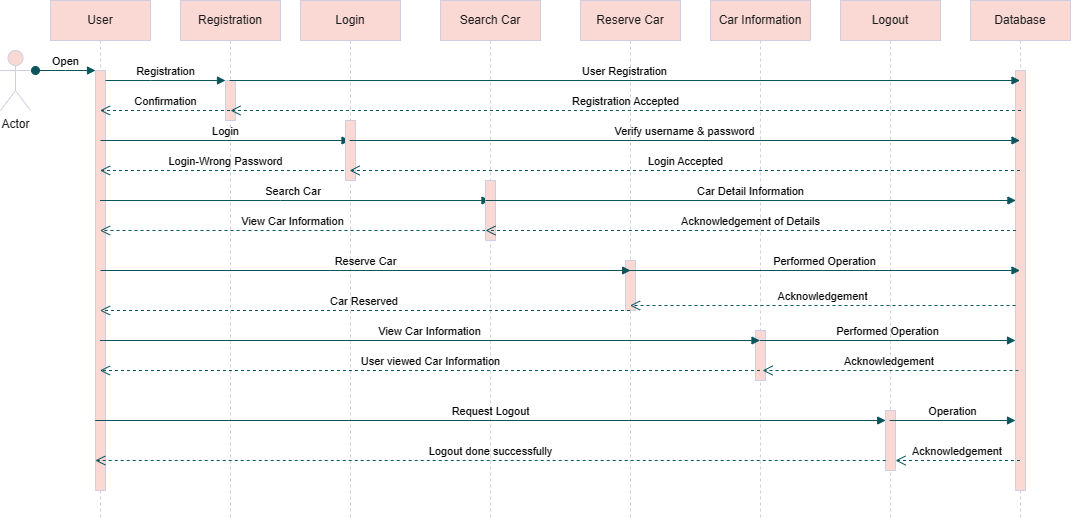 User
Registration
Login
Search Car
Reserve Car
Car Information
Logout
Database
Open
Actor
Registration
User Registration
Confirmation
Registration Accepted
Login
Verify username & password
Login-Wrong Password
Login Accepted
Search Car
Car Detail Information
View Car Information
Acknowledgement of Details
Reserve Car
Performed Operation
Car Reserved
Acknowledgement
View Car Information
Performed Operation
User viewed Car Information
Acknowledgement
Request Logout
Operation
Logout done successfully
Acknowledgement